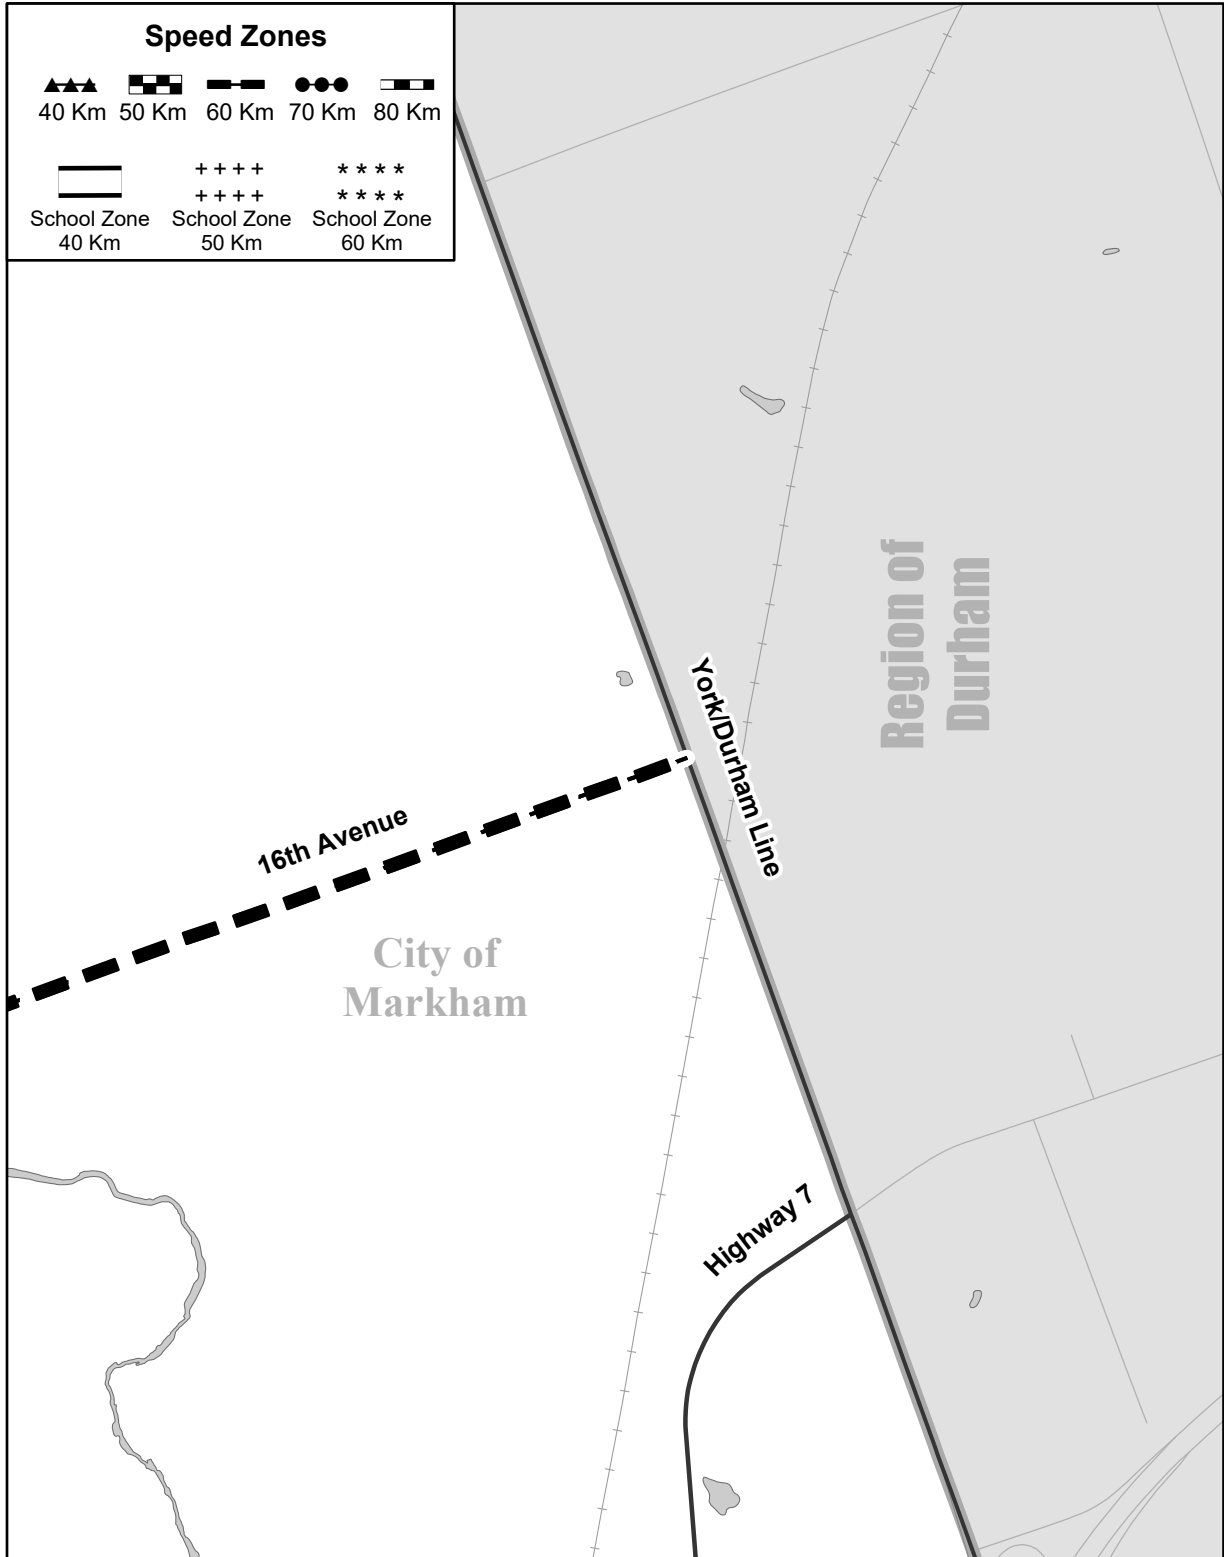 Speed Zones
40 Km 50 Km 60 Km 70 Km 80 Km
School Zone School Zone School Zone
40 Km 50 Km 60 Km
Region of
Durham
York/Durham Line
16th Avenue
City of
Markham
Highway 7